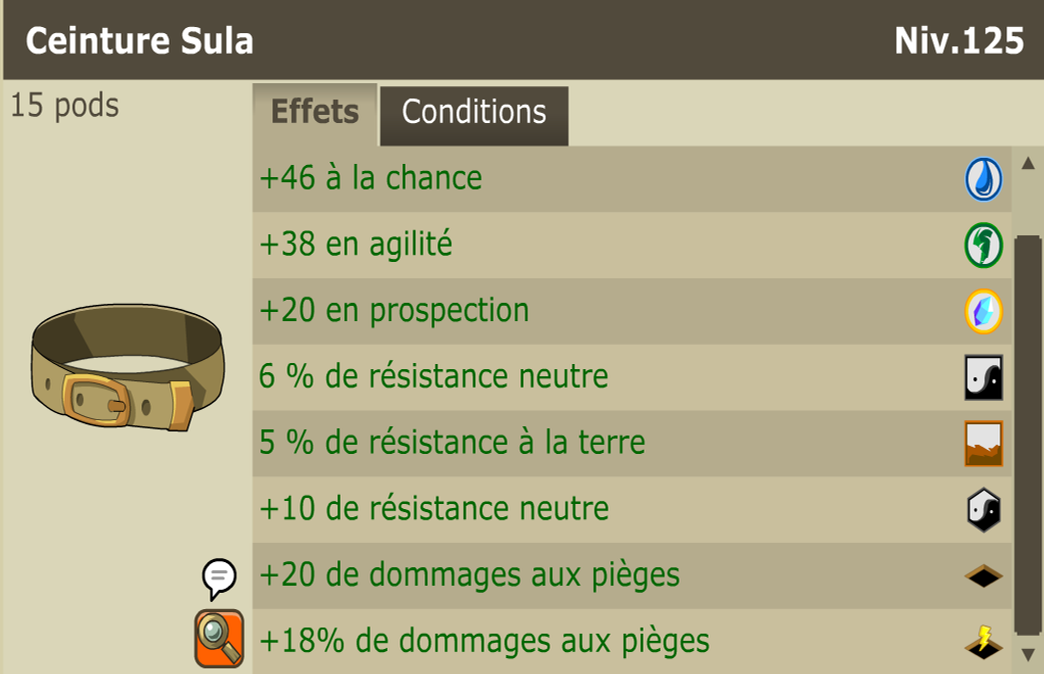 Ceinture Sula
Niv.125
15 pods
Effets
Conditions
+46 à la chance
+38 en agilité
+20 en prospection
6 % de résistance neutre
5 % de résistance à la terre
+10 de résistance neutre
+20 de dommages aux pièges
+18% de dommages aux pièges